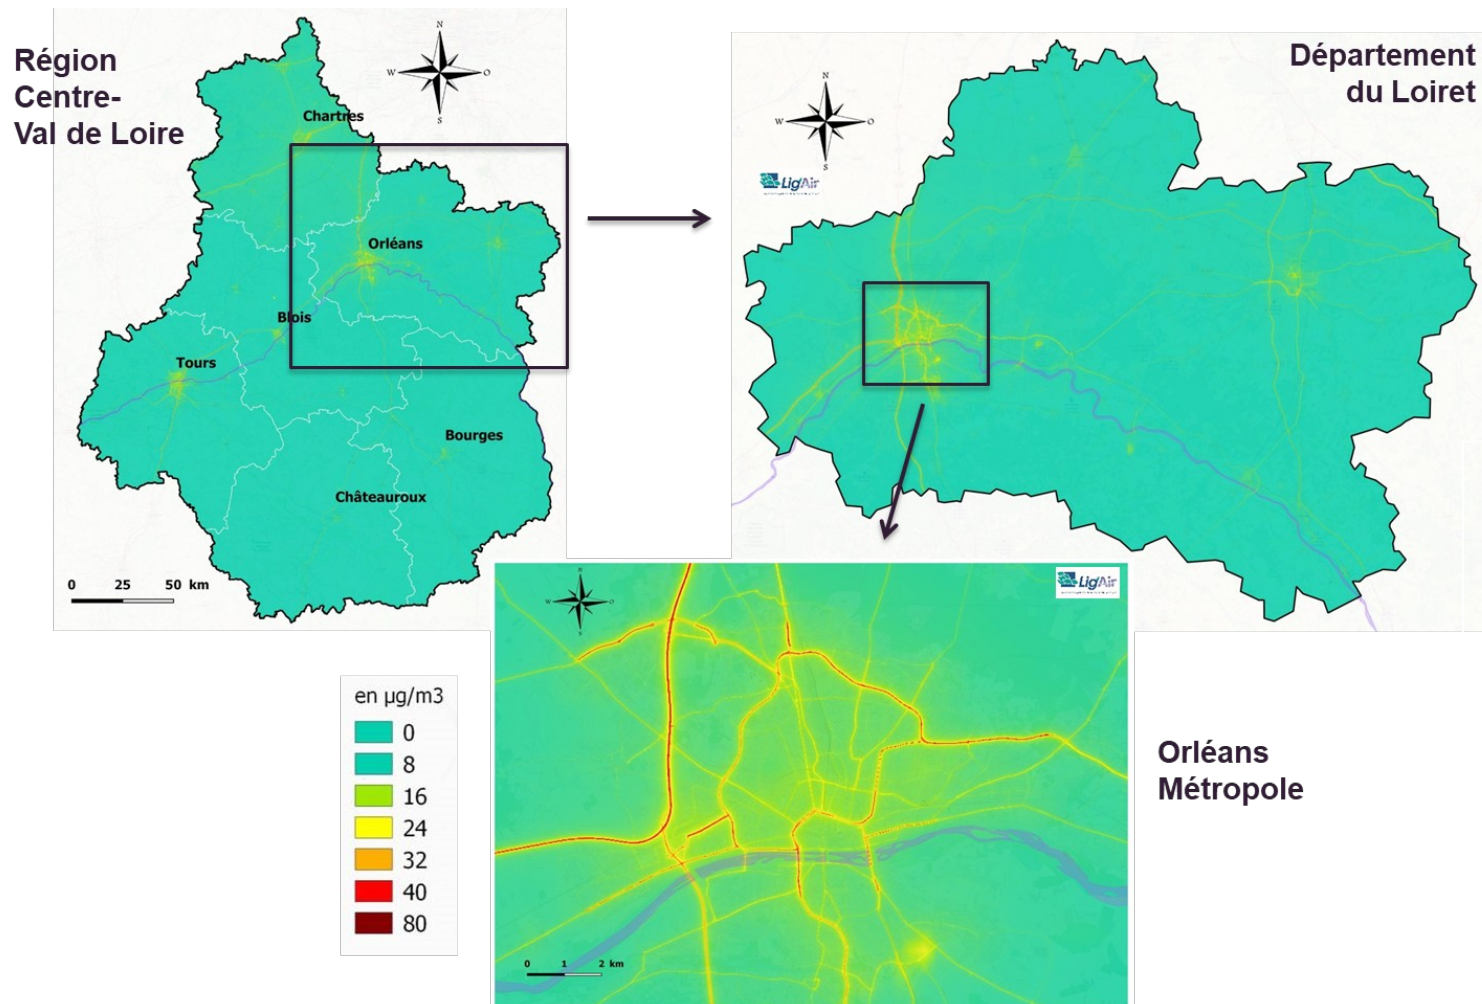 Région
Centre-
Val de Loire
N
W
O
S
Chartres
Orléans
Blois
Tours
Bourges
Châteauroux
0 25 50 km
Département
du Loiret
N
W
O
S
Lig'Air
N
W
O
S
Lig'Air
0 1 2 km
en µg/m3
0
8
16
24
32
40
80
Orléans
Métropole